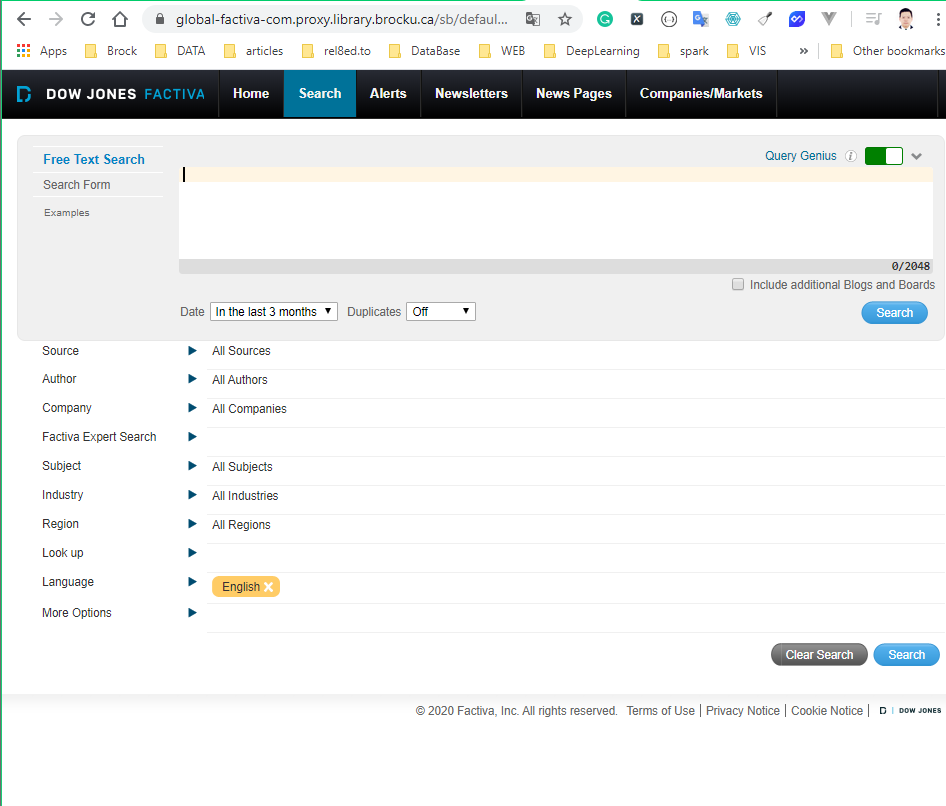 global-factiva-com.proxy.library.brocku.ca/sb/defaul...
Apps Brock DATA articles rel8ed.to DataBase WEB DeepLearning spark VIS » Other bookmarks
DOW JONES FACTIVA Home Search Alerts Newsletters News Pages Companies/Markets
Free Text Search
Query Genius i
Search Form
Examples
0/2048
Include additional Blogs and Boards
Date In the last 3 months Duplicates Off Search
Source All Sources
Author All Authors
Company All Companies
Factiva Expert Search
Subject All Subjects
Industry All Industries
Region All Regions
Look up
Language English
More Options
Clear Search Search
© 2020 Factiva, Inc. All rights reserved. Terms of Use | Privacy Notice | Cookie Notice | D | DOW JONES